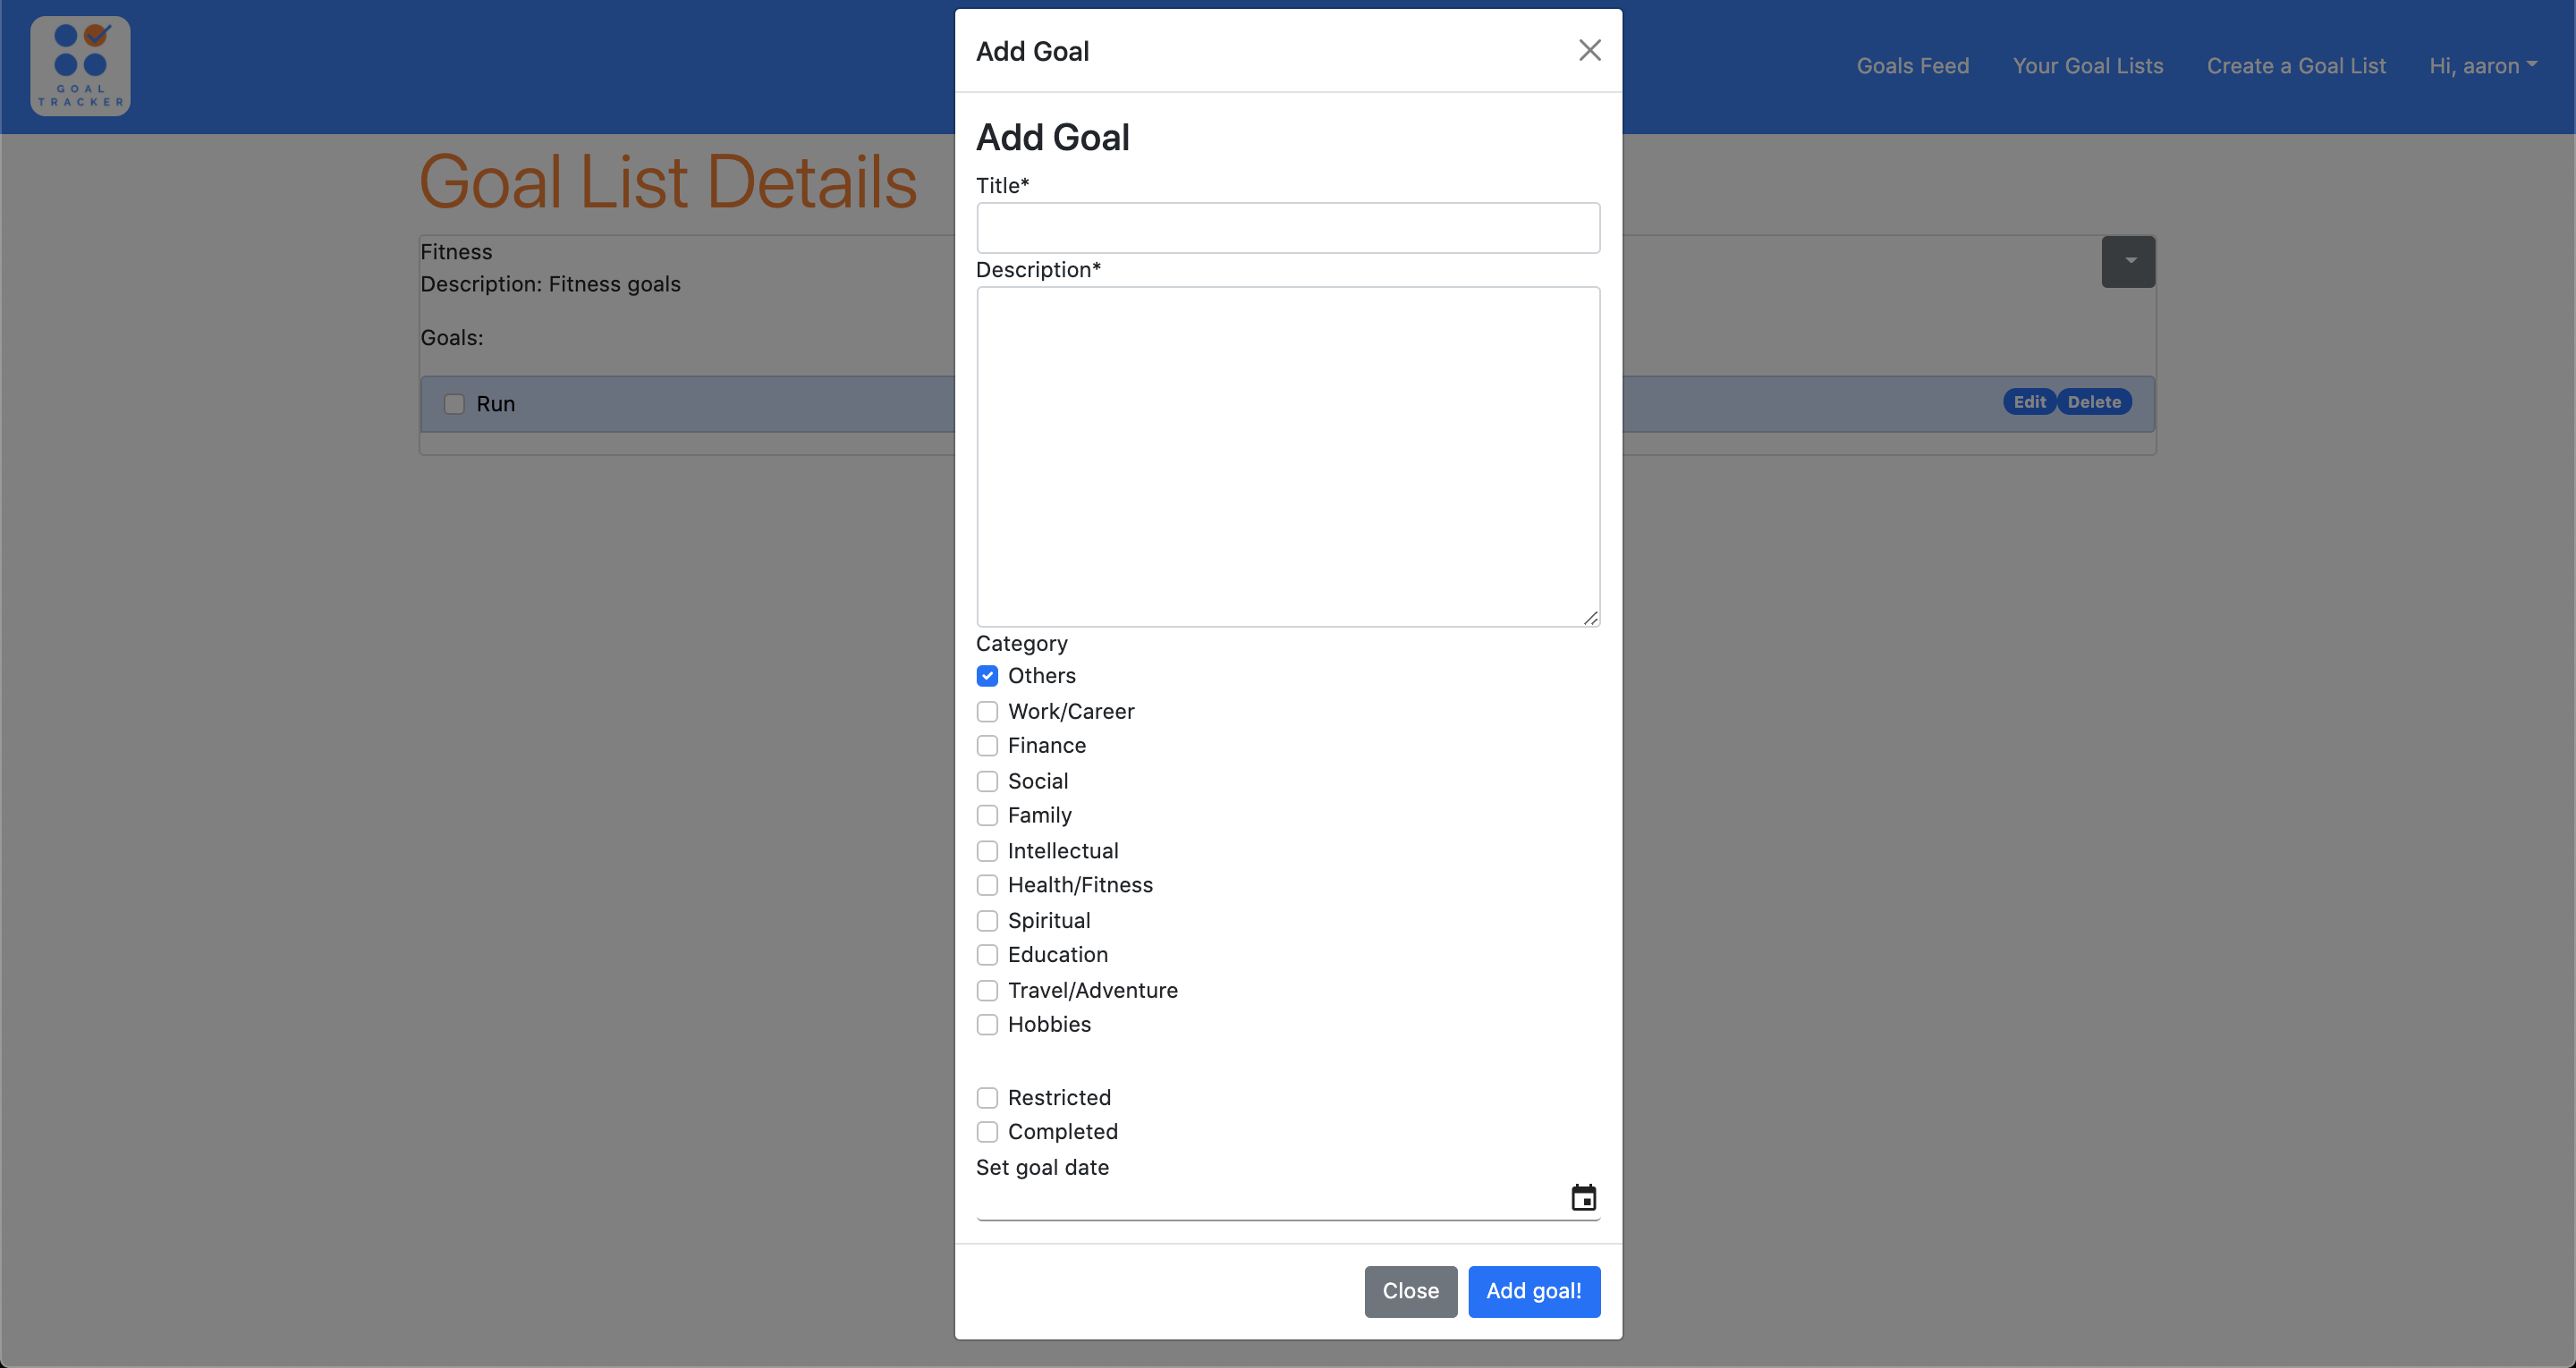 GOAL
TRACKER
Goals Feed
Your Goal Lists
Create a Goal List
Hi, aaron
Goal List Details
Fitness
Description: Fitness goals
Goals:
Run
Edit
Delete
Add Goal
Add Goal
Title*
Description*
Category
Others
Work/Career
Finance
Social
Family
Intellectual
Health/Fitness
Spiritual
Education
Travel/Adventure
Hobbies
Restricted
Completed
Set goal date
Close
Add goal!